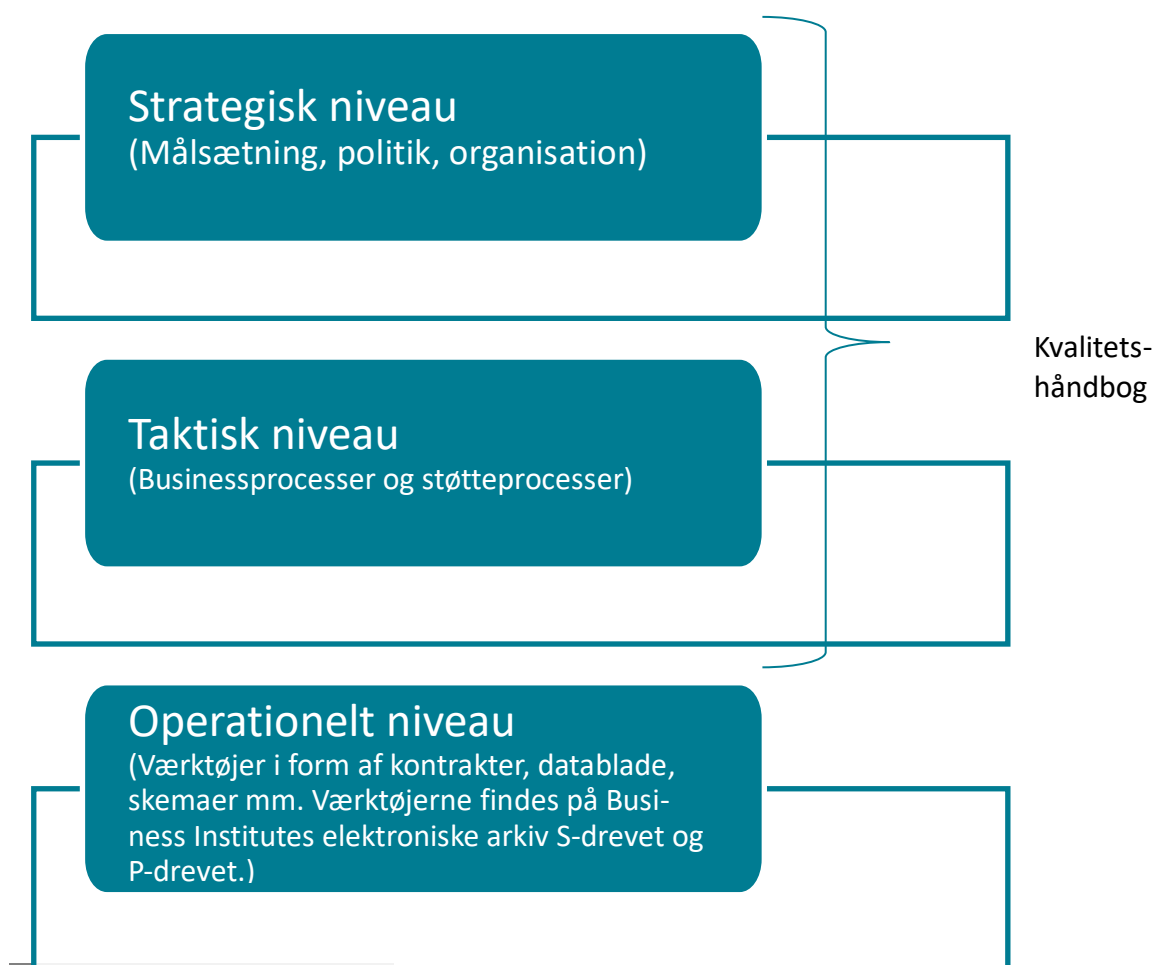 Strategisk niveau
(Målsætning, politik, organisation)
Kvalitets-
håndbog
Taktisk niveau
(Businessprocesser og støtteprocesser)
Operationelt niveau
(Værktøjer i form af kontrakter, datablade,
skemaer mm. Værktøjerne findes på Busi-
ness Institutes elektroniske arkiv S-drevet og
P-drevet.)